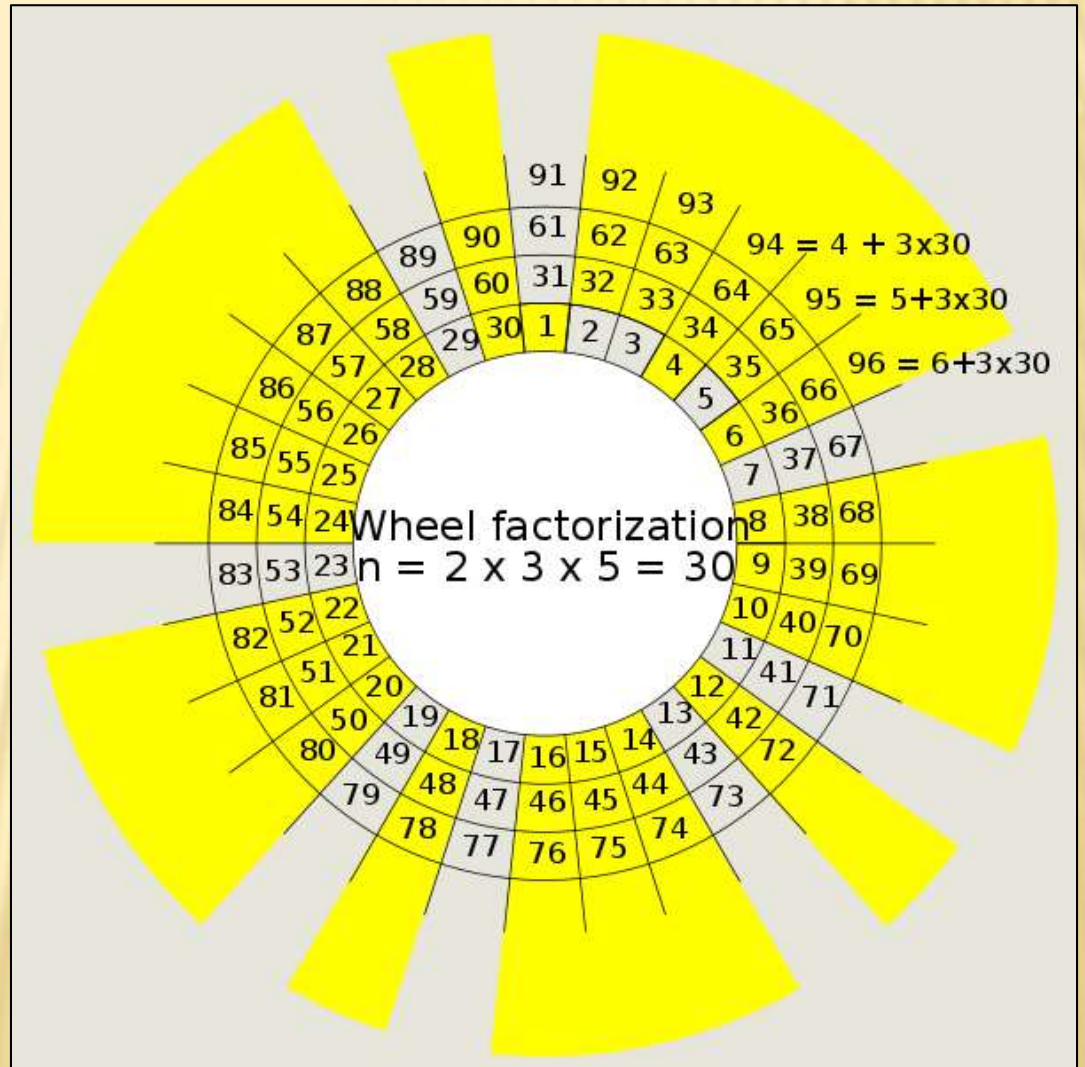 91 92 93
94 = 4 + 3x30
95 = 5+3x30
96 = 6+3x30
61 62 63 64 65 66 67 68 69 70 71 72 73 74 75 76 77 78 79 80 81 82 83 84 85 86 87 88 89 90
31 32 33 34 35 36 37 38 39 40 41 42 43 44 45 46 47 48 49 50 51 52 53 54 55 56 57 58 59 60
1 2 3 4 5 6 7 8 9 10 11 12 13 14 15 16 17 18 19 20 21 22 23 24 25 26 27 28 29 30
Wheel factorization
n = 2 x 3 x 5 = 30